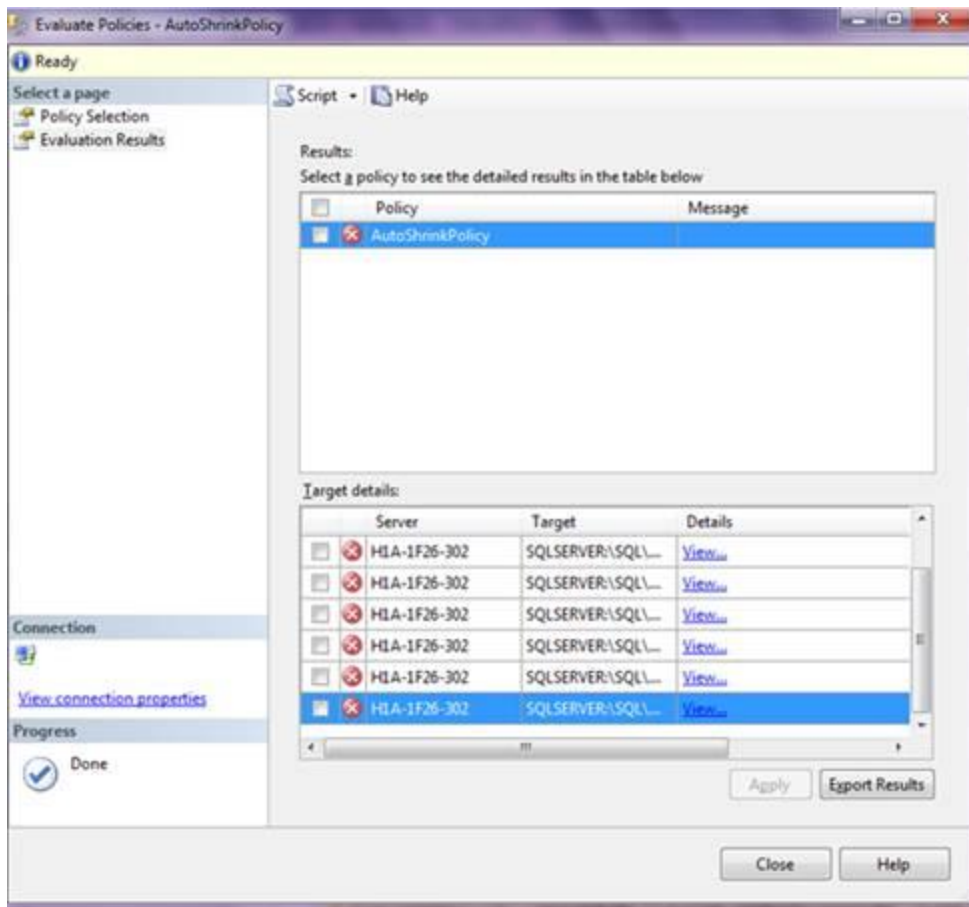 Evaluate Policies - AutoShrinkPolicy
Ready
Select a page
Policy Selection
Evaluation Results
Script
Help
Results:
Select a policy to see the detailed results in the table below
Policy Message
AutoShrinkPolicy
Target details:
Server Target Details
H1A-1F26-302 SQLSERVER:\SQL\... View...
H1A-1F26-302 SQLSERVER:\SQL\... View...
H1A-1F26-302 SQLSERVER:\SQL\... View...
H1A-1F26-302 SQLSERVER:\SQL\... View...
H1A-1F26-302 SQLSERVER:\SQL\... View...
H1A-1F26-302 SQLSERVER:\SQL\... View...
Connection
View connection properties
Progress
Done
Apply Export Results
Close Help